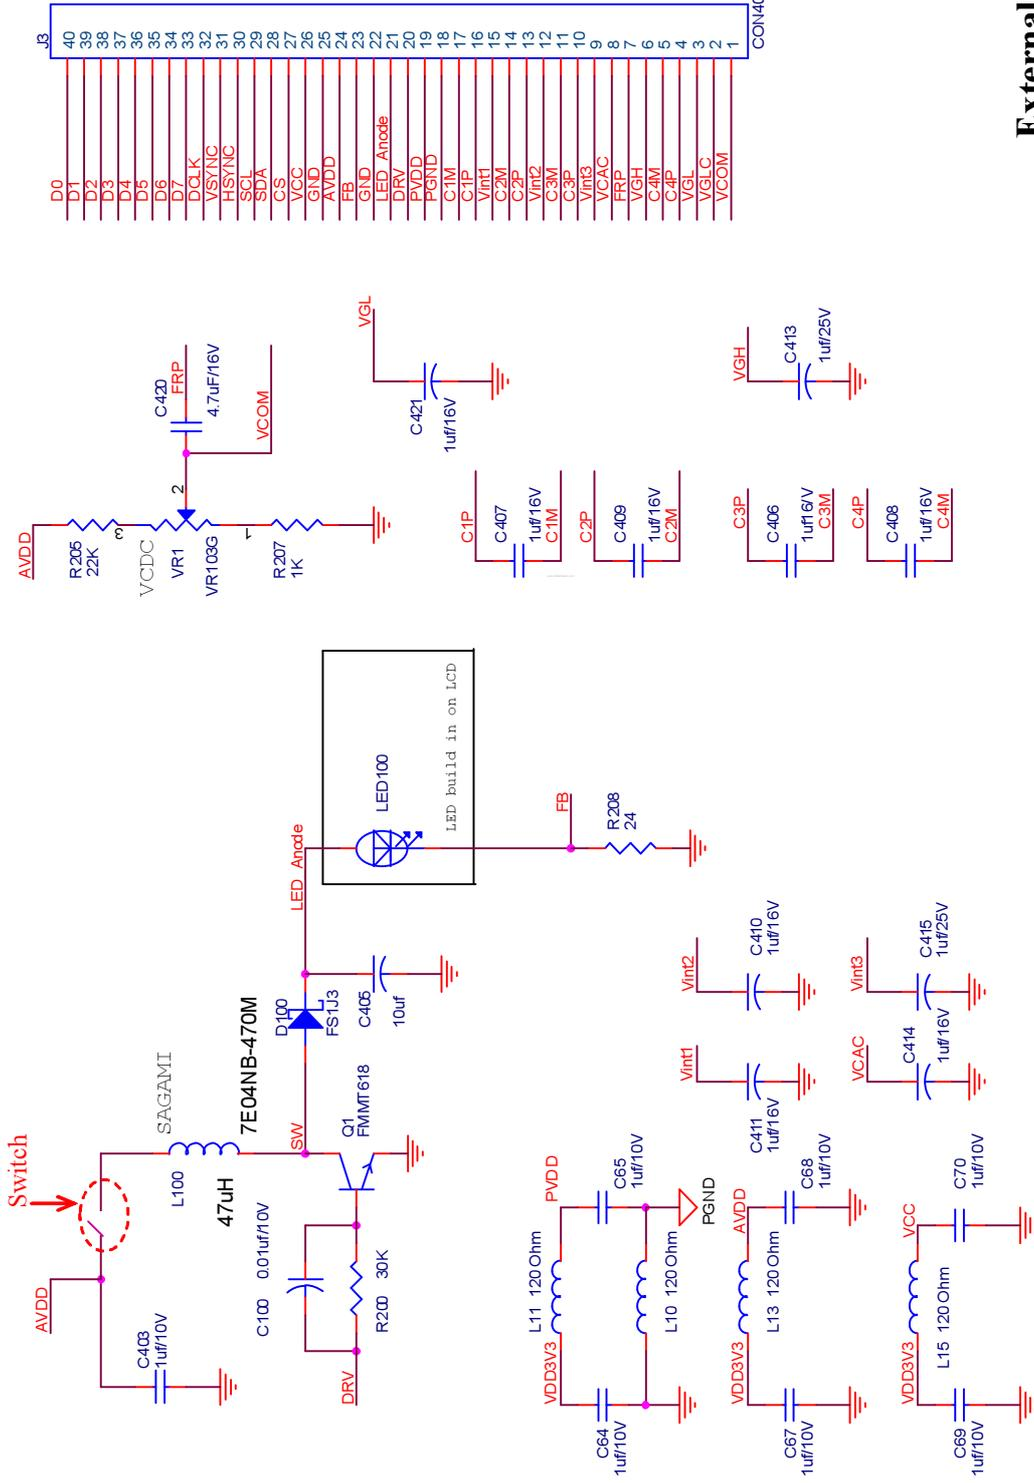 External
J3
CON40
40
39
38
37
36
35
34
33
32
31
30
29
28
27
26
25
24
23
22
21
20
19
18
17
16
15
14
13
12
11
10
9
8
7
6
5
4
3
2
1
D0
D1
D2
D3
D4
D5
D6
D7
DCLK
VSYNC
HSYNC
SCL
SDA
CS
VCC
GND
AVDD
FB
GND
LED Anode
DRV
PVDD
PGND
C1M
C1P
Vint1
C2M
C2P
Vint2
C3M
C3P
Vint3
VCAC
FRP
VGH
C4M
C4P
VGL
VGLC
VCOM
AVDD
R205
22K
3
VCDC
VR1
VR103G
2
1
R207
1K
C420
FRP
4.7uF/16V
VCOM
VGL
C421
1uf/16V
VGH
C413
1uf/25V
C1P
C407
1uf/16V
C1M
C2P
C409
1uf/16V
C2M
C3P
C406
1uf16/V
C3M
C4P
C408
1uf/16V
C4M
Switch
AVDD
C403
1uf/10V
L100
47uH
SAGAMI
7E04NB-470M
SW
D100
FS1J3
LED Anode
C405
10uf
LED100
LED build in on LCD
FB
R208
24
Q1
FMMT618
C100 0.01uf/10V
R200 30K
DRV
VDD3V3
L11 120 Ohm
PVDD
C64
1uf/10V
C65
1uf/10V
L10 120 Ohm
PGND
VDD3V3
L13 120 Ohm
AVDD
C67
1uf/10V
C68
1uf/10V
VDD3V3
L15 120 Ohm
VCC
C69
1uf/10V
C70
1uf/10V
Vint1
C411
1uf/16V
Vint2
C410
1uf/16V
VCAC
C414
1uf/16V
Vint3
C415
1uf/25V